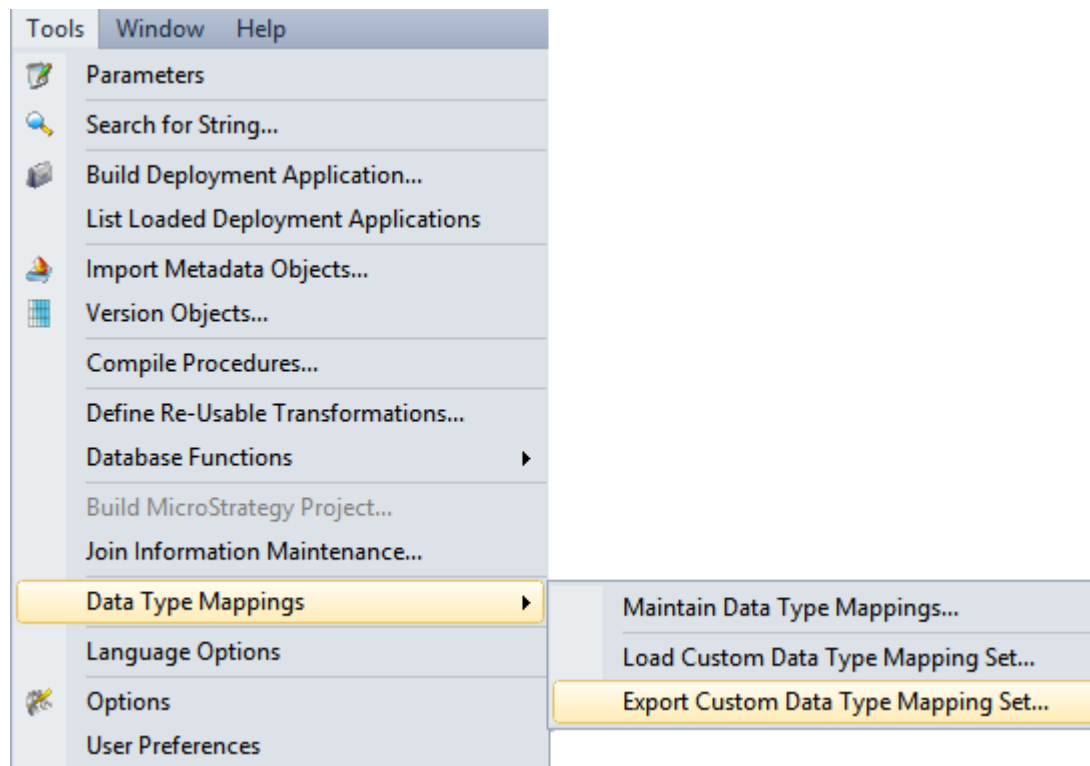 Tools Window Help
Parameters
Search for String...
Build Deployment Application...
List Loaded Deployment Applications
Import Metadata Objects...
Version Objects...
Compile Procedures...
Define Re-Usable Transformations...
Database Functions
Build MicroStrategy Project...
Join Information Maintenance...
Data Type Mappings
Maintain Data Type Mappings...
Load Custom Data Type Mapping Set...
Export Custom Data Type Mapping Set...
Language Options
Options
User Preferences